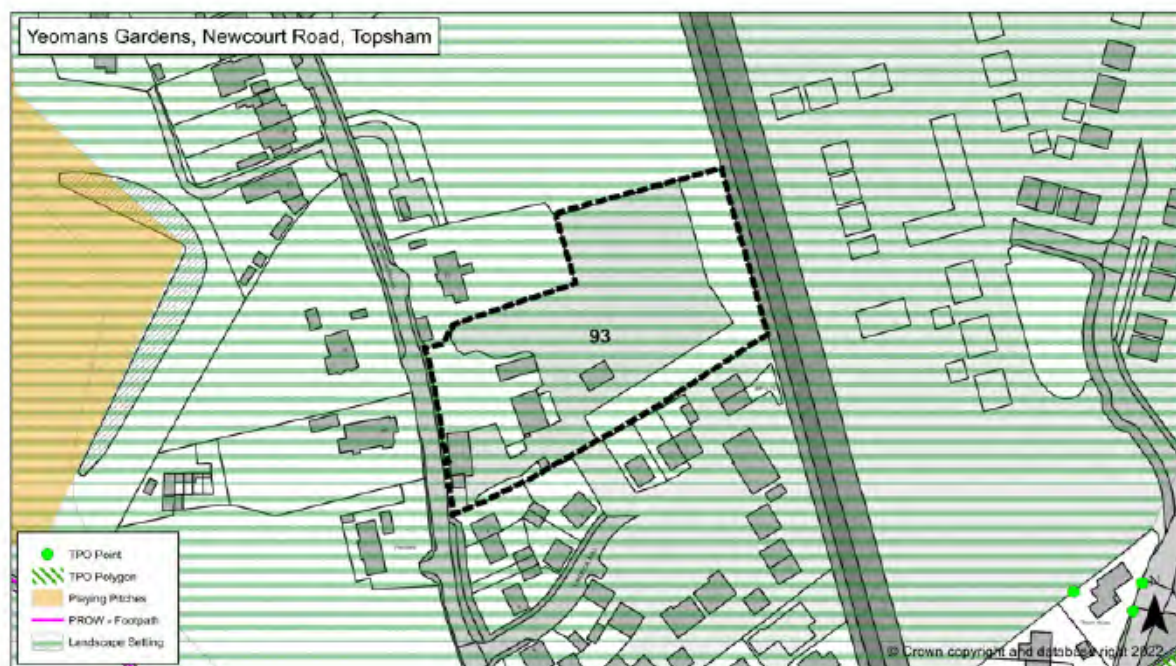 Yeomans Gardens, Newcourt Road, Topsham
93
TPO Point
TPO Polygon
Playing Pitches
PROW - Footpath
Landscape Setting
© Crown copyright and database right 2022